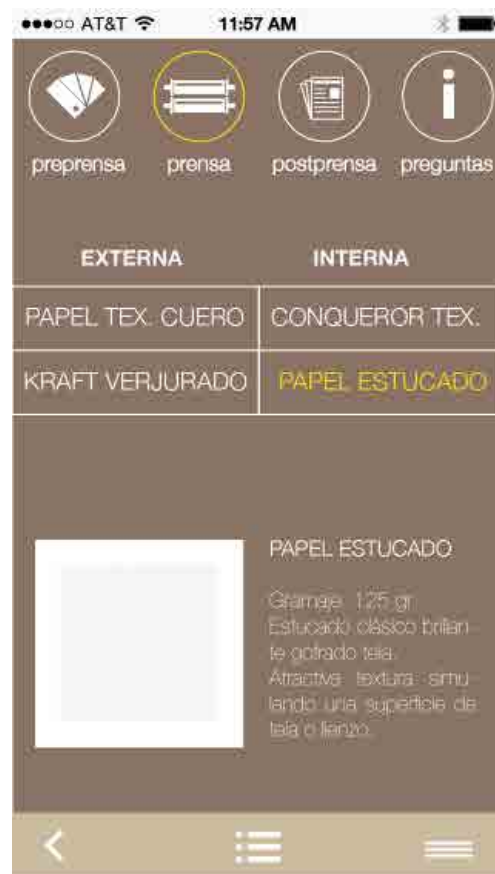 AT&T 11:57 AM
preprensa prensa postprensa preguntas
EXTERNA INTERNA
PAPEL TEX. CUERO CONQUEROR TEX.
KRAFT VERJURADO PAPEL ESTUCADO
PAPEL ESTUCADO
Gramaje: 125 gr
Estucado clásico brillan-
te gofrado tela.
Atractiva textura simu-
lando una superficie de
tela o lienzo.